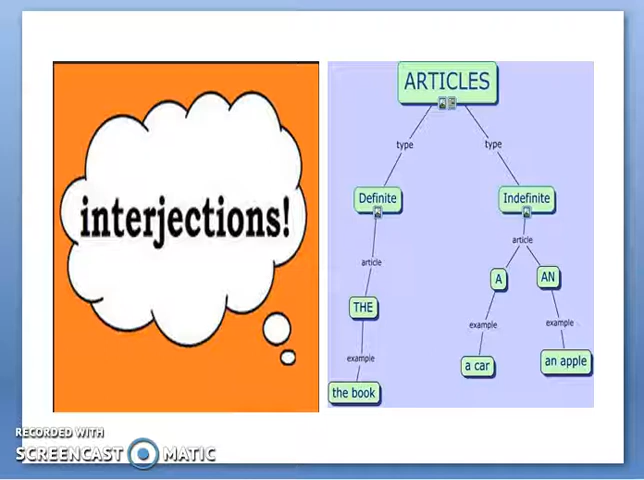 interjections!
ARTICLES
type
type
Definite
Indefinite
article
article
A
AN
THE
example
example
example
a car
an apple
the book
RECORDED WITH
SCREENCAST MATIC